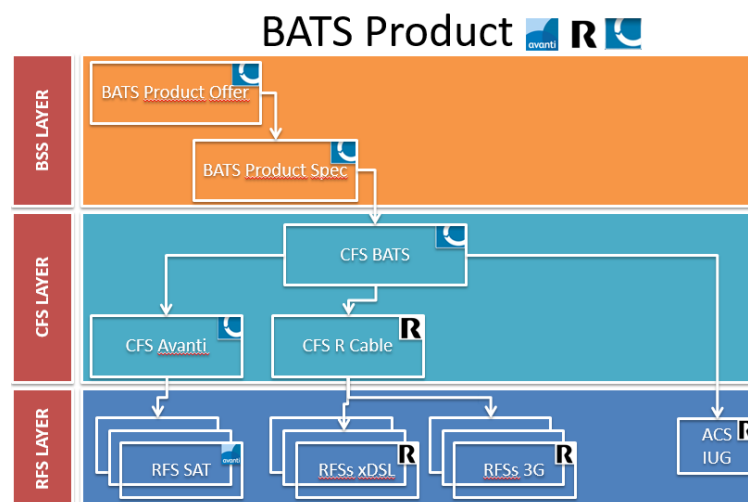 BATS Product avanti R
BSS LAYER
BATS Product Offer
BATS Product Spec
CFS LAYER
CFS BATS
CFS Avanti
CFS R Cable R
RFS LAYER
RFS SAT avanti
RFSs xDSL R
RFSs 3G R
ACS R
IUG